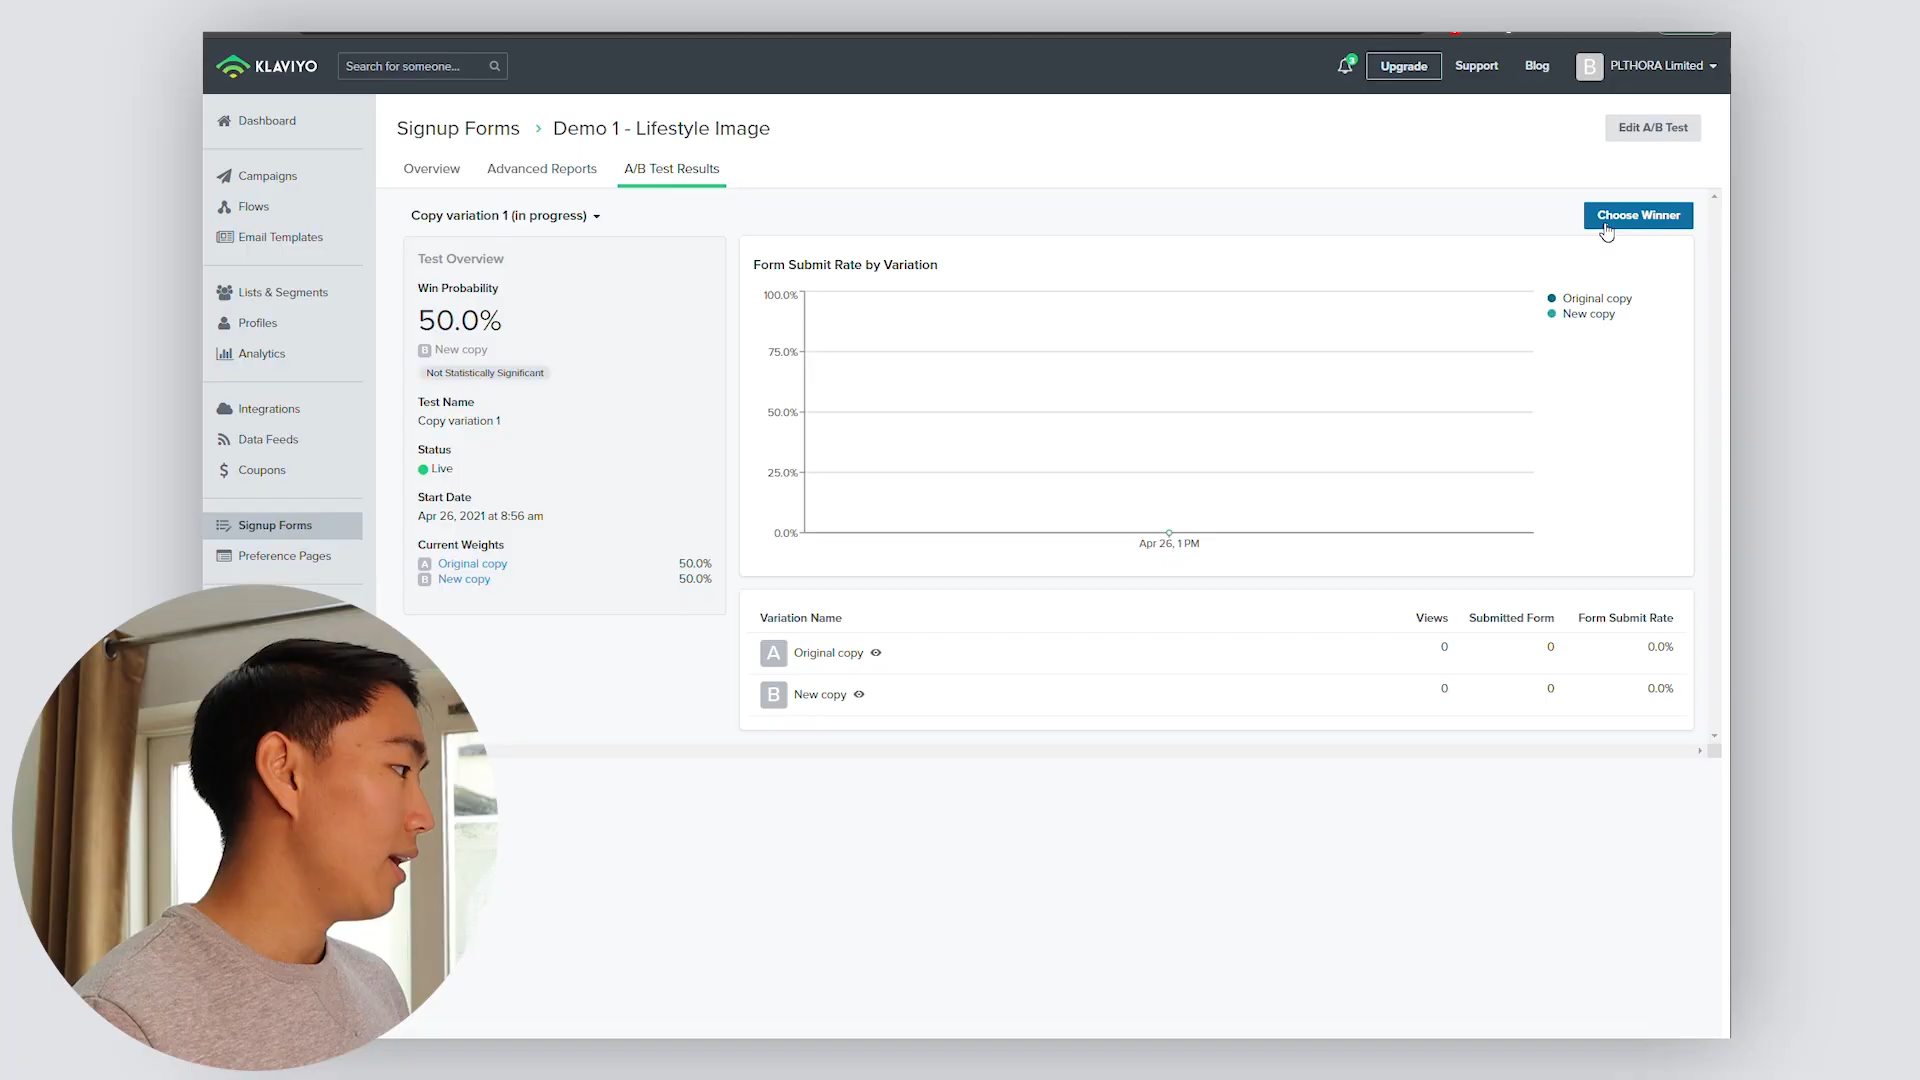 KLAVIYO
Search for someone...
3
Upgrade
Support
Blog
B
PLTHORA Limited
Dashboard
Campaigns
Flows
Email Templates
Lists & Segments
Profiles
Analytics
Integrations
Data Feeds
Coupons
Signup Forms
Preference Pages
Signup Forms › Demo 1 - Lifestyle Image
Edit A/B Test
Overview
Advanced Reports
A/B Test Results
Copy variation 1 (in progress)
Choose Winner
Test Overview
Win Probability
50.0%
B New copy
Not Statistically Significant
Test Name
Copy variation 1
Status
Live
Start Date
Apr 26, 2021 at 8:56 am
Current Weights
A Original copy 50.0%
B New copy 50.0%
Form Submit Rate by Variation
100.0%
75.0%
50.0%
25.0%
0.0%
Apr 26, 1 PM
Original copy
New copy
Variation Name Views Submitted Form Form Submit Rate
A Original copy 0 0 0.0%
B New copy 0 0 0.0%